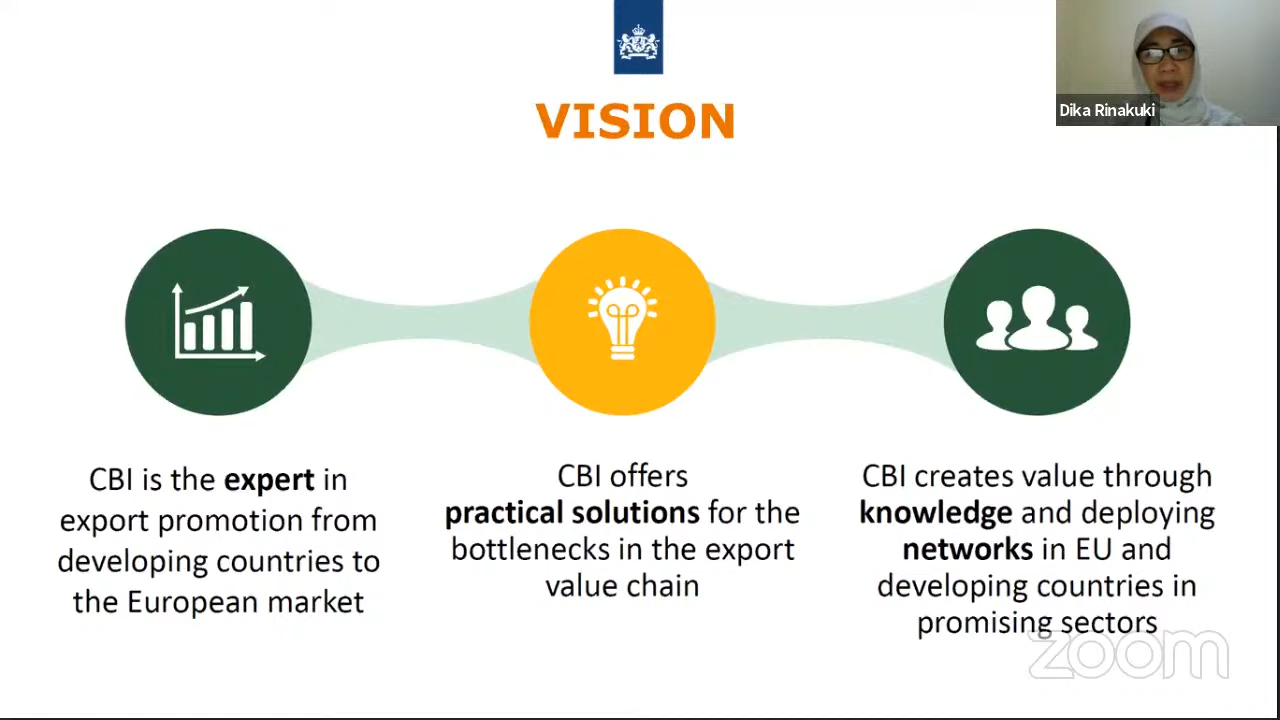 VISION
Dika Rinakuki
CBI is the expert in
export promotion from
developing countries to
the European market
CBI offers
practical solutions for the
bottlenecks in the export
value chain
CBI creates value through
knowledge and deploying
networks in EU and
developing countries in
promising sectors
zoom